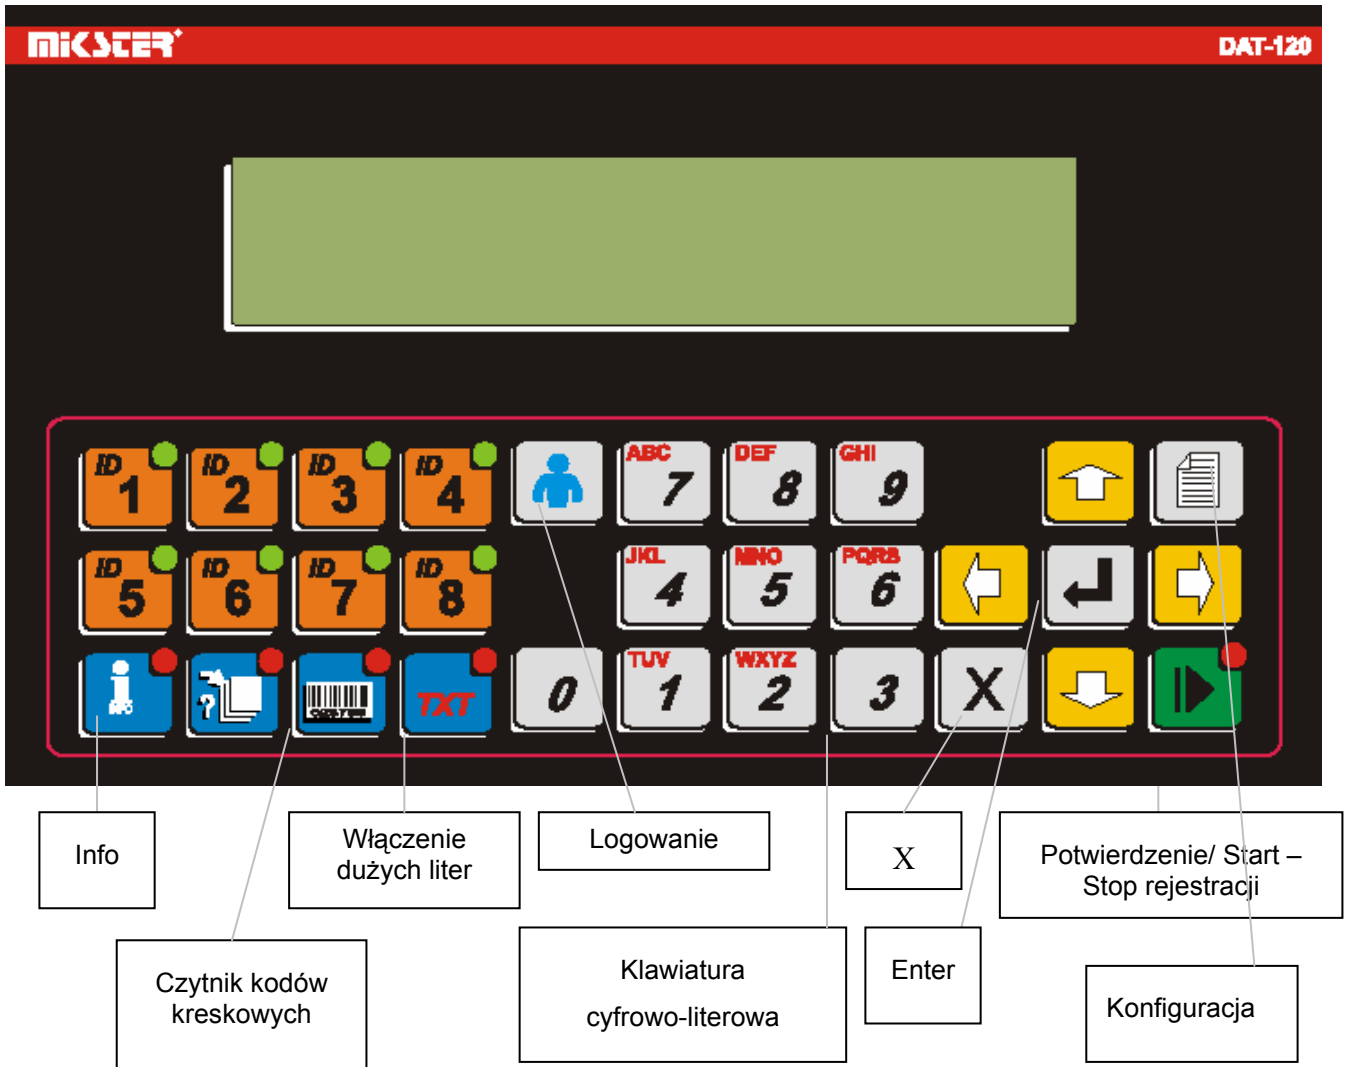 MIKSTER
DAT-120
ID 1 ID 2 ID 3 ID 4 ABC 7 DEF 8 GHI 9
ID 5 ID 6 ID 7 ID 8 JKL 4 MNO 5 PQRS 6
? TXT 0 TUV 1 WXYZ 2 3 X
Info
Włączenie
dużych liter
Logowanie
X
Potwierdzenie/ Start –
Stop rejestracji
Czytnik kodów
kreskowych
Klawiatura
cyfrowo-literowa
Enter
Konfiguracja